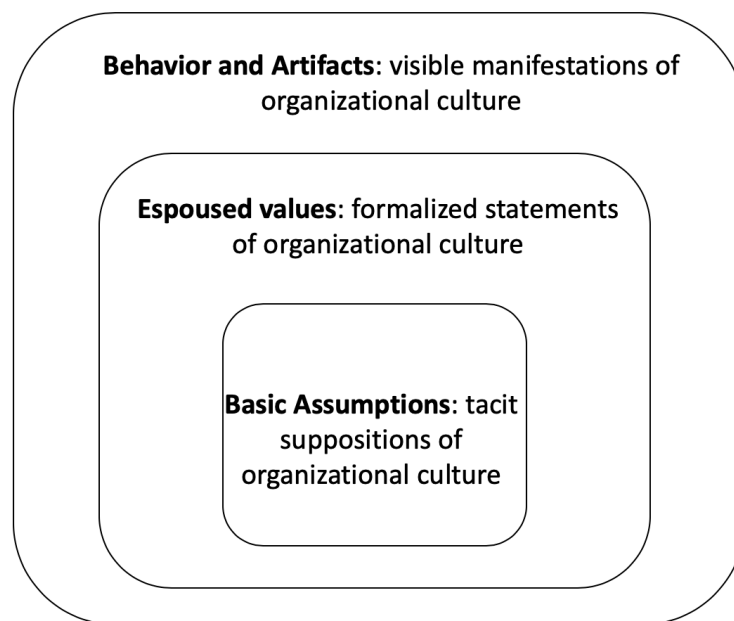 Behavior and Artifacts: visible manifestations of
organizational culture
Espoused values: formalized statements
of organizational culture
Basic Assumptions: tacit
suppositions of
organizational culture